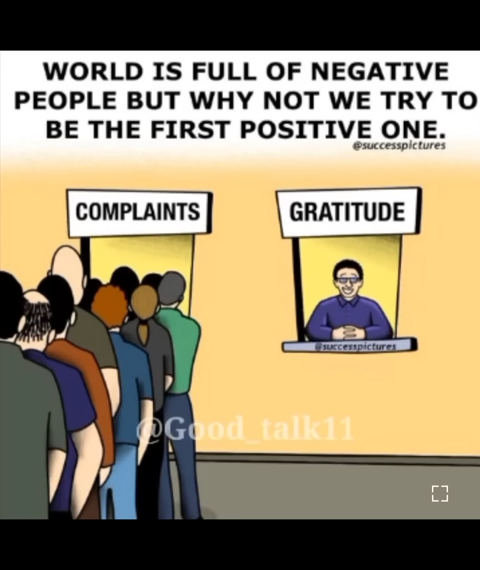 WORLD IS FULL OF NEGATIVE
PEOPLE BUT WHY NOT WE TRY TO
BE THE FIRST POSITIVE ONE.
@successpictures
COMPLAINTS
GRATITUDE
@successpictures
@Good_talk11